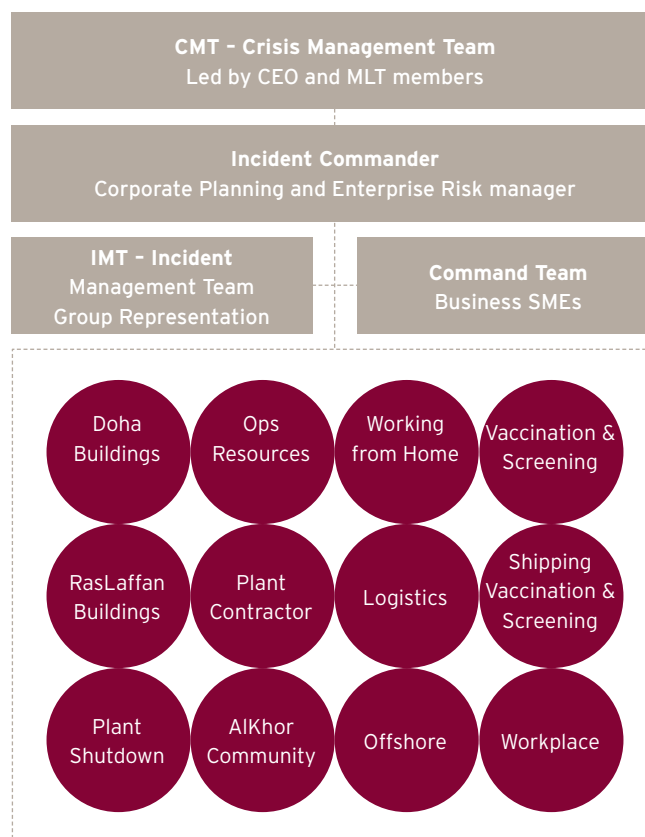 CMT – Crisis Management Team
Led by CEO and MLT members
Incident Commander
Corporate Planning and Enterprise Risk manager
IMT – Incident
Management Team
Group Representation
Command Team
Business SMEs
Doha
Buildings
Ops
Resources
Working
from Home
Vaccination &
Screening
RasLaffan
Buildings
Plant
Contractor
Logistics
Shipping
Vaccination &
Screening
Plant
Shutdown
AlKhor
Community
Offshore
Workplace